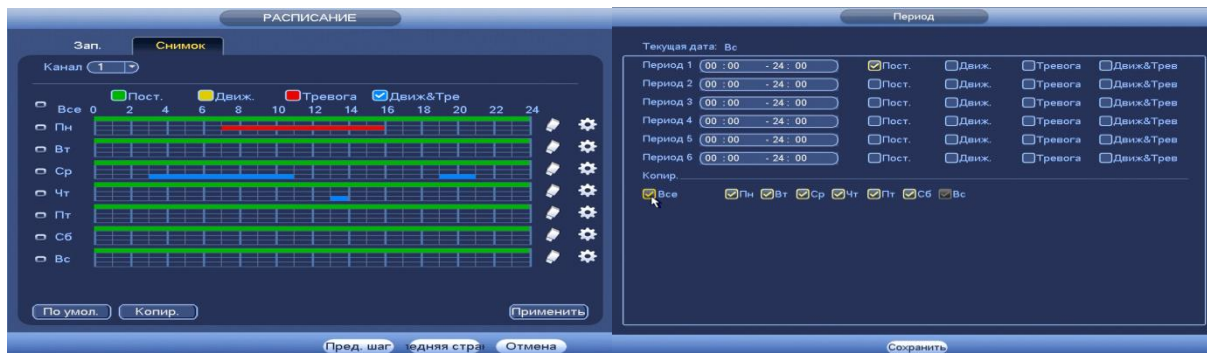 РАСПИСАНИЕ
Зап. Снимок
Канал 1
Пост. Движ. Тревога Движ&Тре
Все 0 2 4 6 8 10 12 14 16 18 20 22 24
Пн
Вт
Ср
Чт
Пт
Сб
Вс
По умол. Копир. Применить
Пред. шаг едняя стра Отмена
Период
Текущая дата: Вс
Период 1 00 :00 - 24: 00 Пост. Движ. Тревога Движ&Трев
Период 2 00 :00 - 24: 00 Пост. Движ. Тревога Движ&Трев
Период 3 00 :00 - 24: 00 Пост. Движ. Тревога Движ&Трев
Период 4 00 :00 - 24: 00 Пост. Движ. Тревога Движ&Трев
Период 5 00 :00 - 24: 00 Пост. Движ. Тревога Движ&Трев
Период 6 00 :00 - 24: 00 Пост. Движ. Тревога Движ&Трев
Копир.
Все Пн Вт Ср Чт Пт Сб Вс
Сохранить